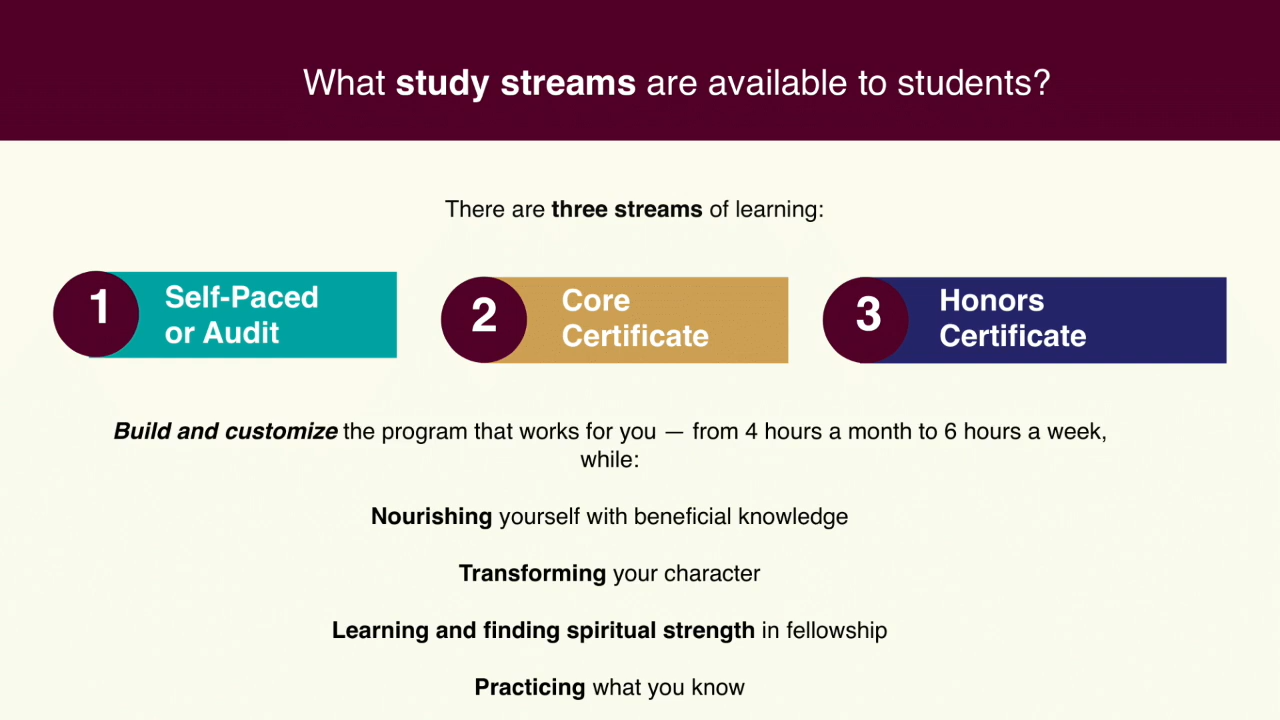 What study streams are available to students?
There are three streams of learning:
1
Self-Paced
or Audit
2
Core
Certificate
3
Honors
Certificate
Build and customize the program that works for you — from 4 hours a month to 6 hours a week,
while:
Nourishing yourself with beneficial knowledge
Transforming your character
Learning and finding spiritual strength in fellowship
Practicing what you know